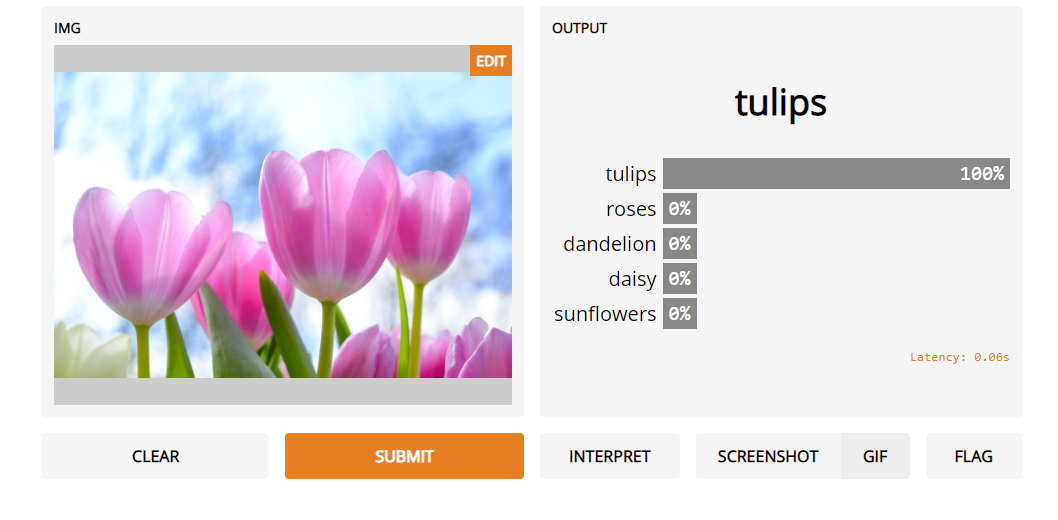 IMG
EDIT
OUTPUT
tulips
tulips 100%
roses 0%
dandelion 0%
daisy 0%
sunflowers 0%
Latency: 0.06s
CLEAR
SUBMIT
INTERPRET
SCREENSHOT
GIF
FLAG